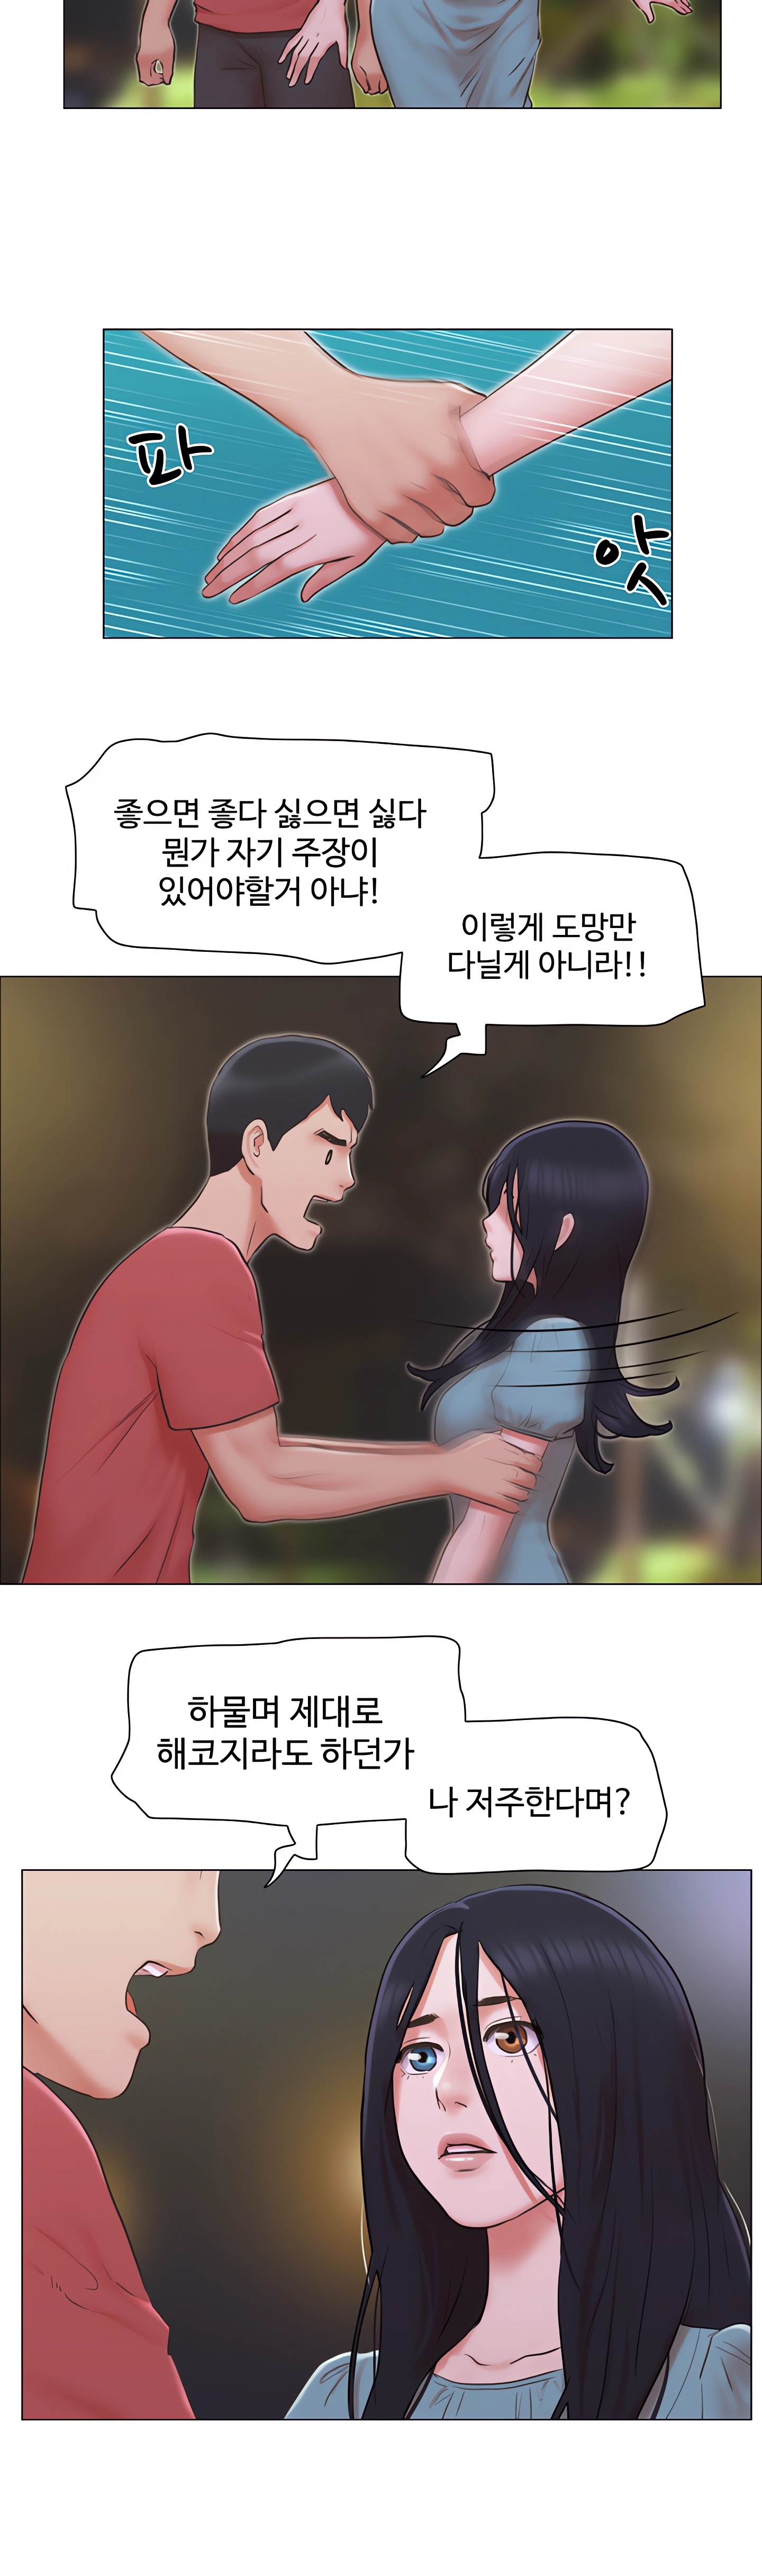 파
앗
좋으면 좋다 싫으면 싫다
뭔가 자기 주장이
있어야할거 아냐!
이렇게 도망만
다닐게 아니라!!
하물며 제대로
해코지라도 하던가
나 저주한다며?